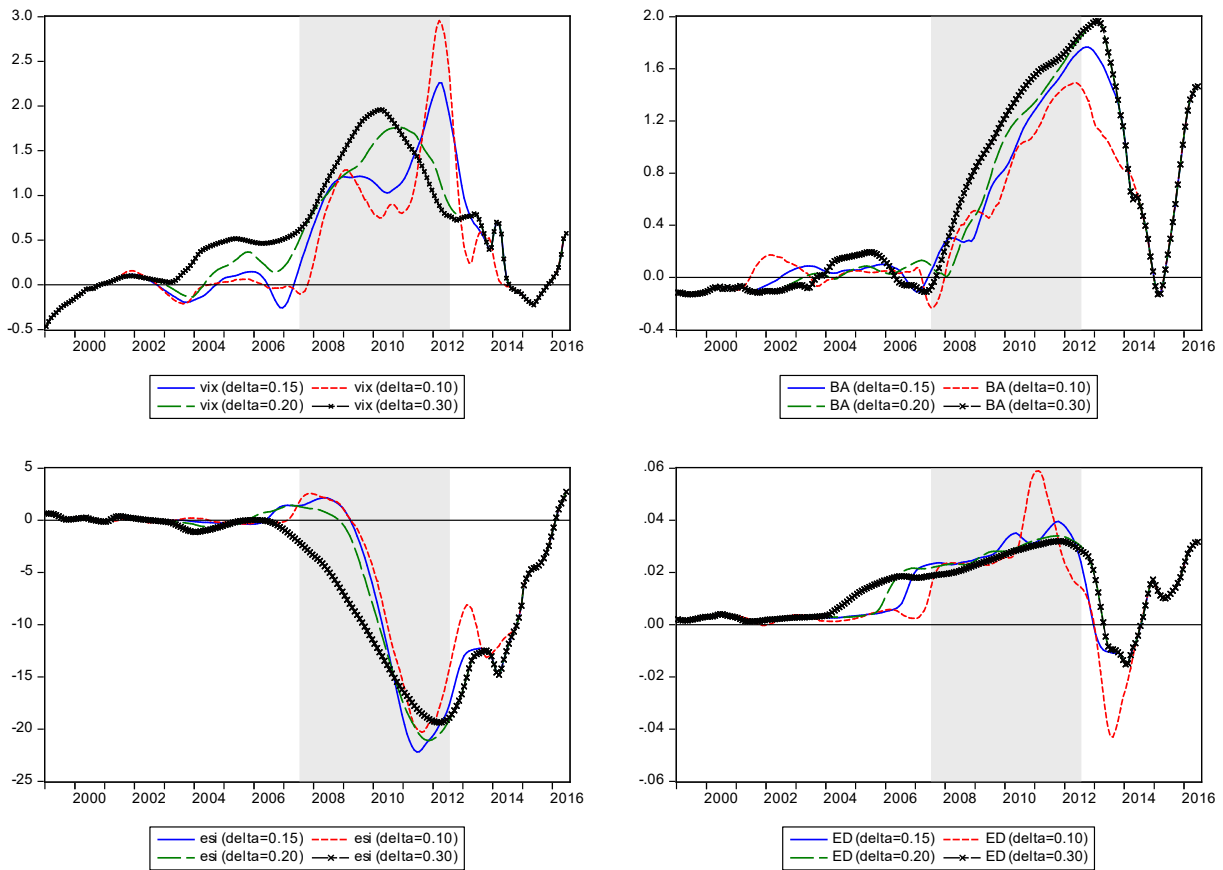 3.0
2.5
2.0
1.5
1.0
0.5
0.0
-0.5
2000 2002 2004 2006 2008 2010 2012 2014 2016
vix (delta=0.15) vix (delta=0.10)
vix (delta=0.20) vix (delta=0.30)
2.0
1.6
1.2
0.8
0.4
0.0
-0.4
2000 2002 2004 2006 2008 2010 2012 2014 2016
BA (delta=0.15) BA (delta=0.10)
BA (delta=0.20) BA (delta=0.30)
5
0
-5
-10
-15
-20
-25
2000 2002 2004 2006 2008 2010 2012 2014 2016
esi (delta=0.15) esi (delta=0.10)
esi (delta=0.20) esi (delta=0.30)
.06
.04
.02
.00
-.02
-.04
-.06
2000 2002 2004 2006 2008 2010 2012 2014 2016
ED (delta=0.15) ED (delta=0.10)
ED (delta=0.20) ED (delta=0.30)